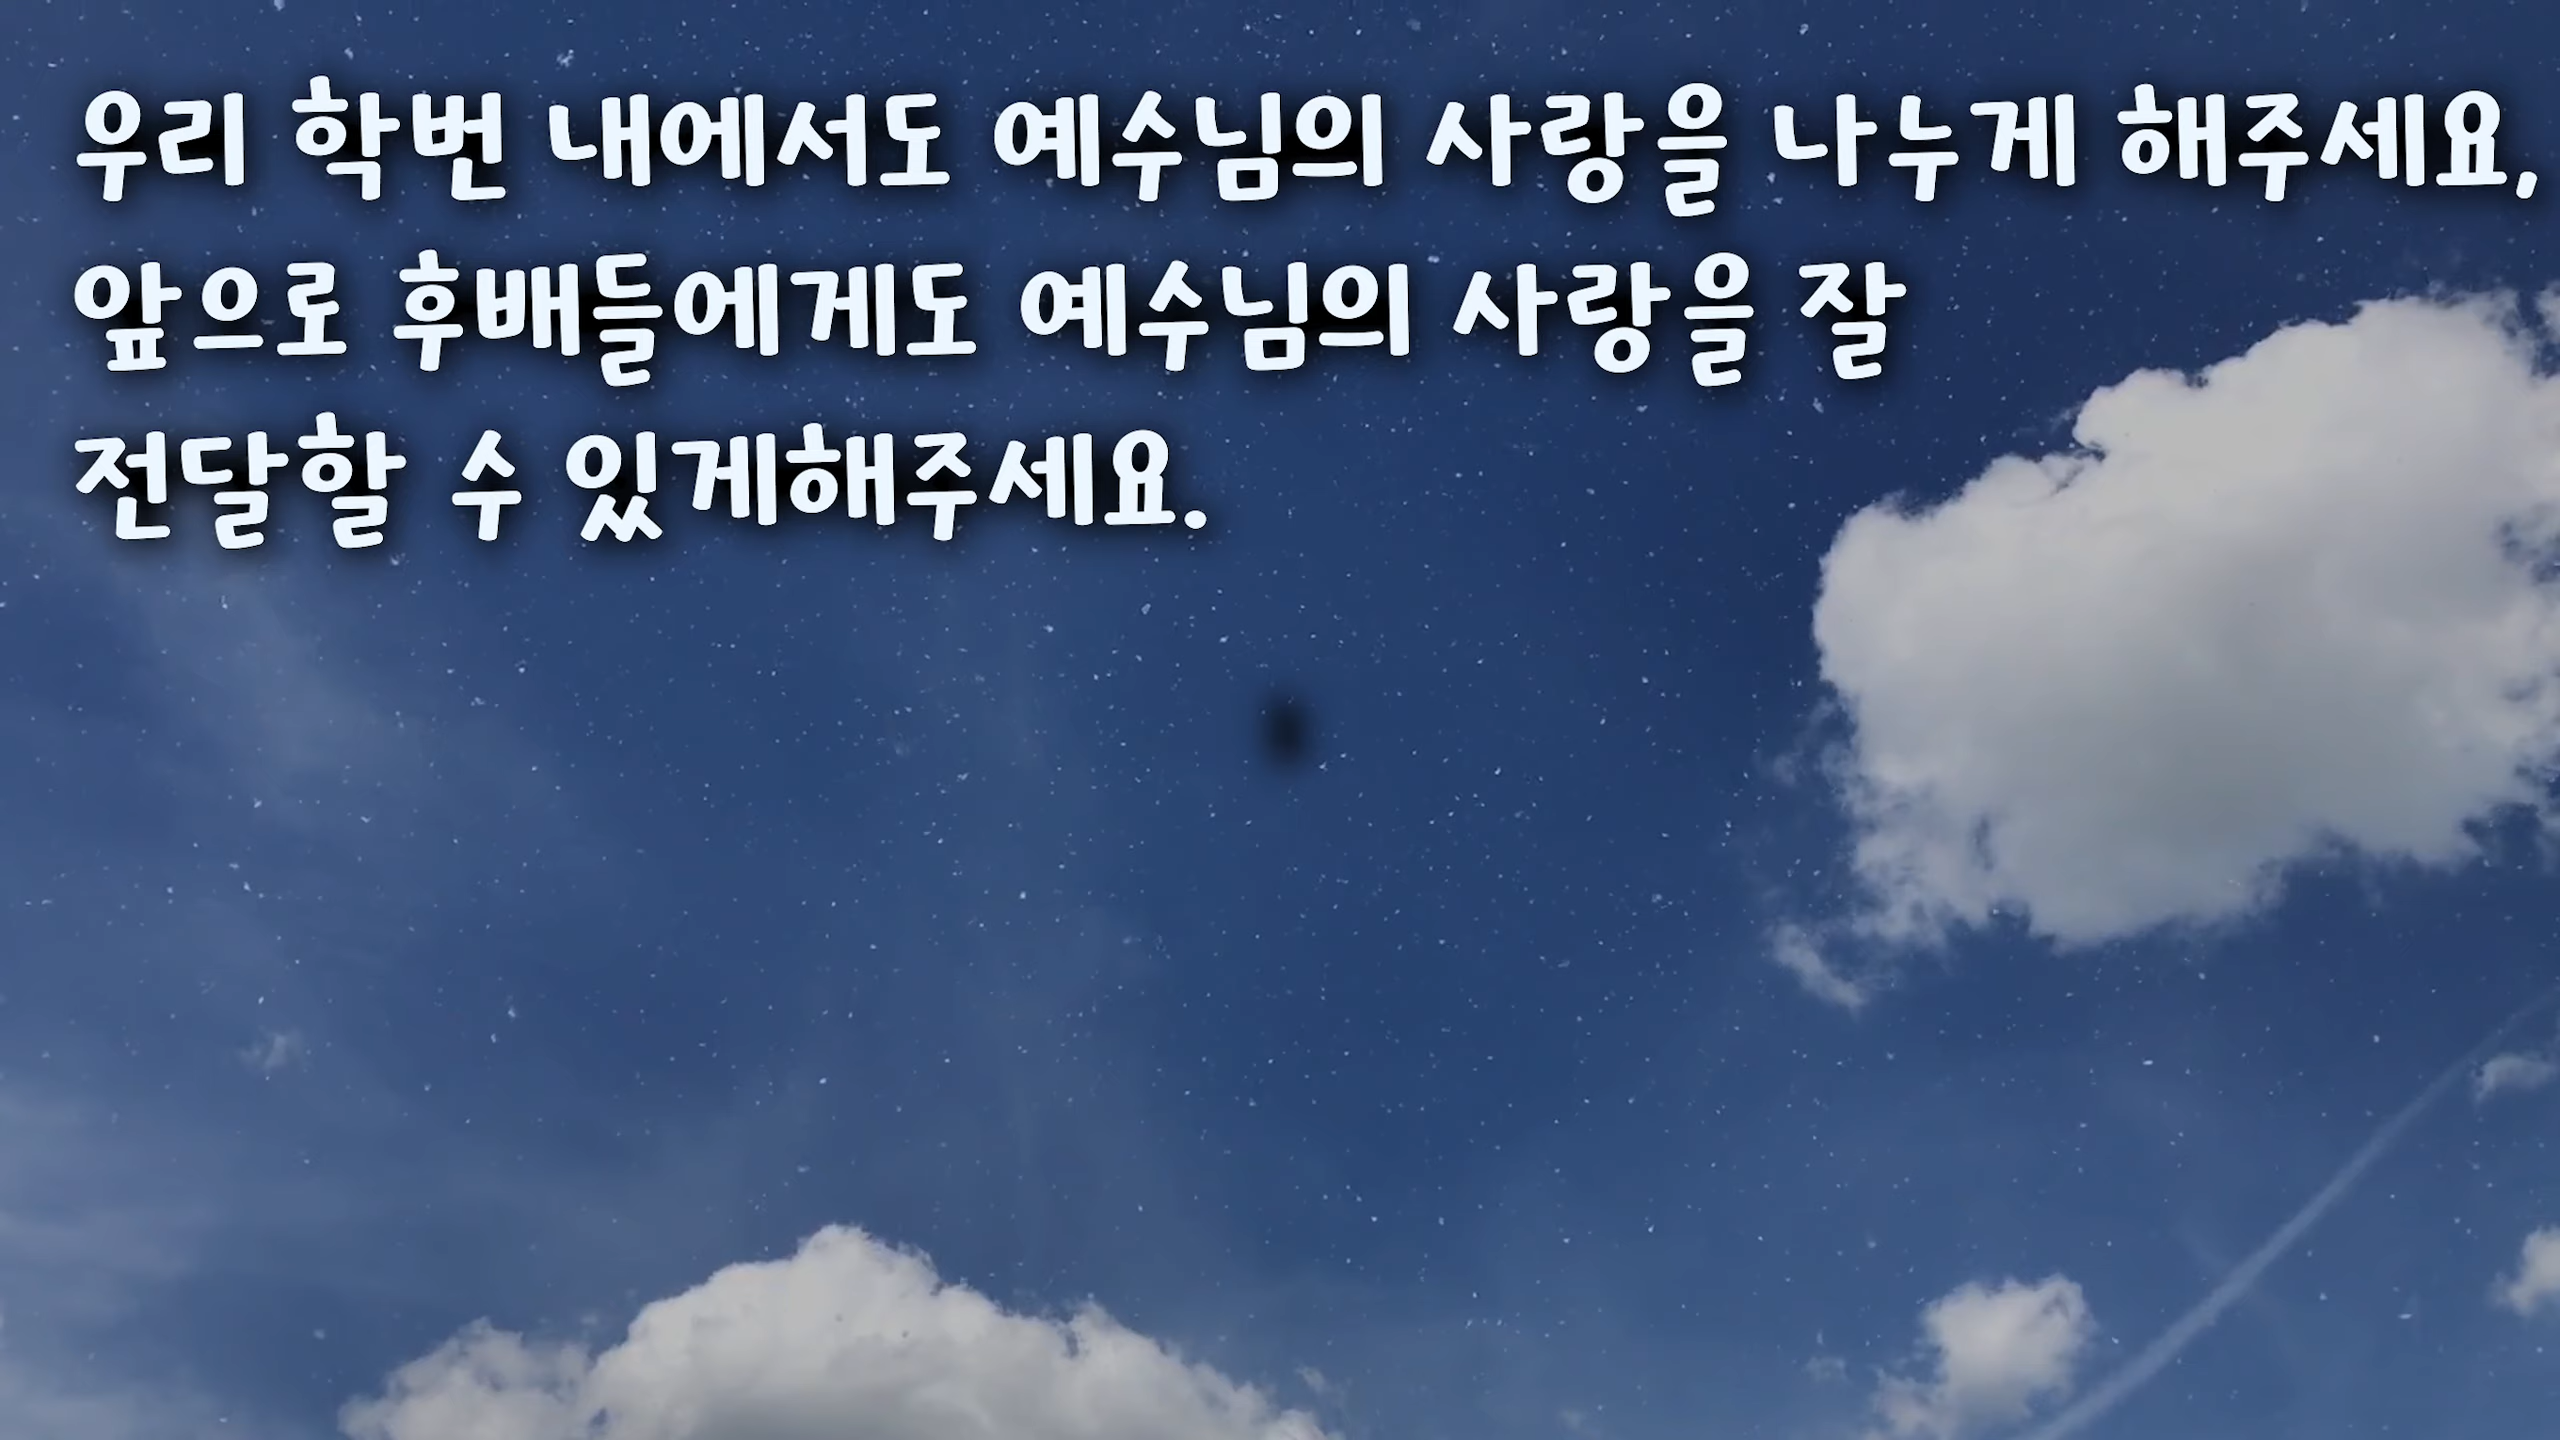 우리 학번 내에서도 예수님의 사랑을 나누게 해주세요,
앞으로 후배들에게도 예수님의 사랑을 잘
전달할 수 있게해주세요.